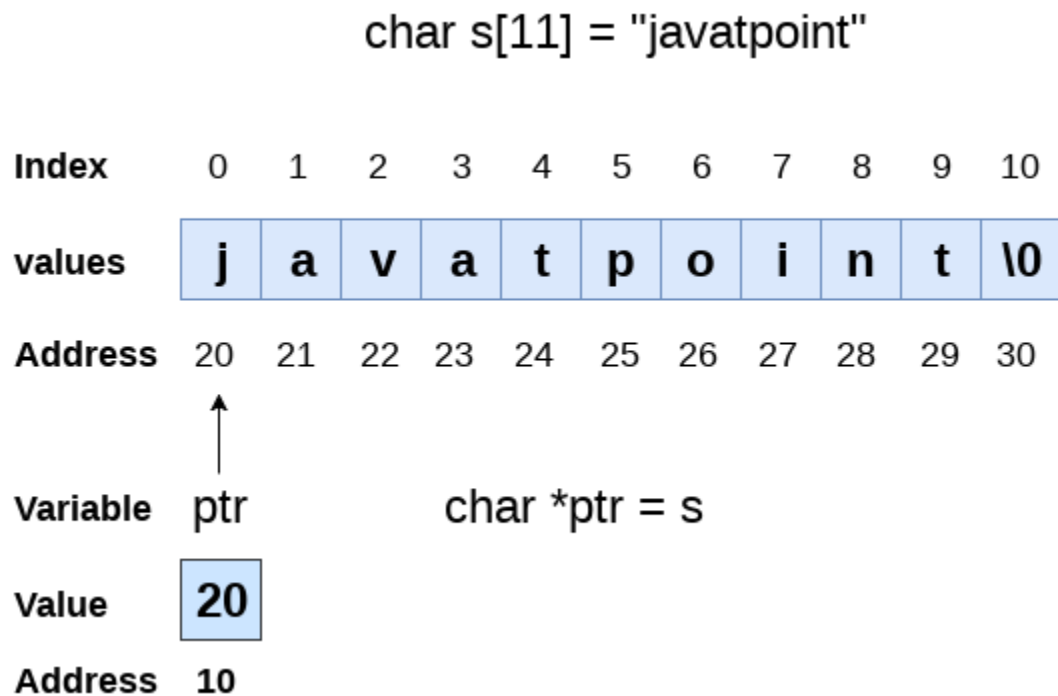 char s[11] = "javatpoint"
Index 0 1 2 3 4 5 6 7 8 9 10
values j a v a t p o i n t \0
Address 20 21 22 23 24 25 26 27 28 29 30
Variable ptr char *ptr = s
Value 20
Address 10